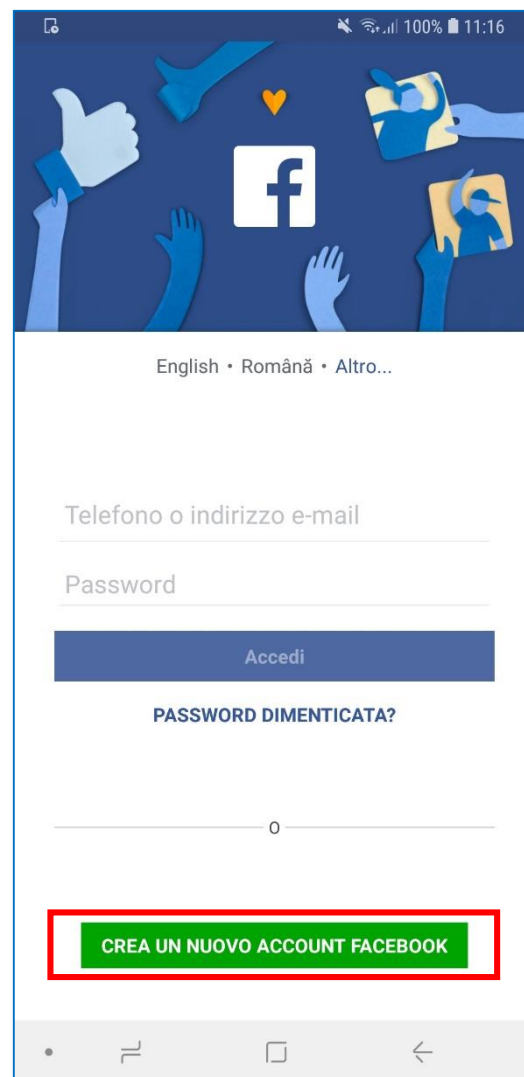 100% 11:16
English • Română • Altro...
Telefono o indirizzo e-mail
Password
Accedi
PASSWORD DIMENTICATA?
O
CREA UN NUOVO ACCOUNT FACEBOOK